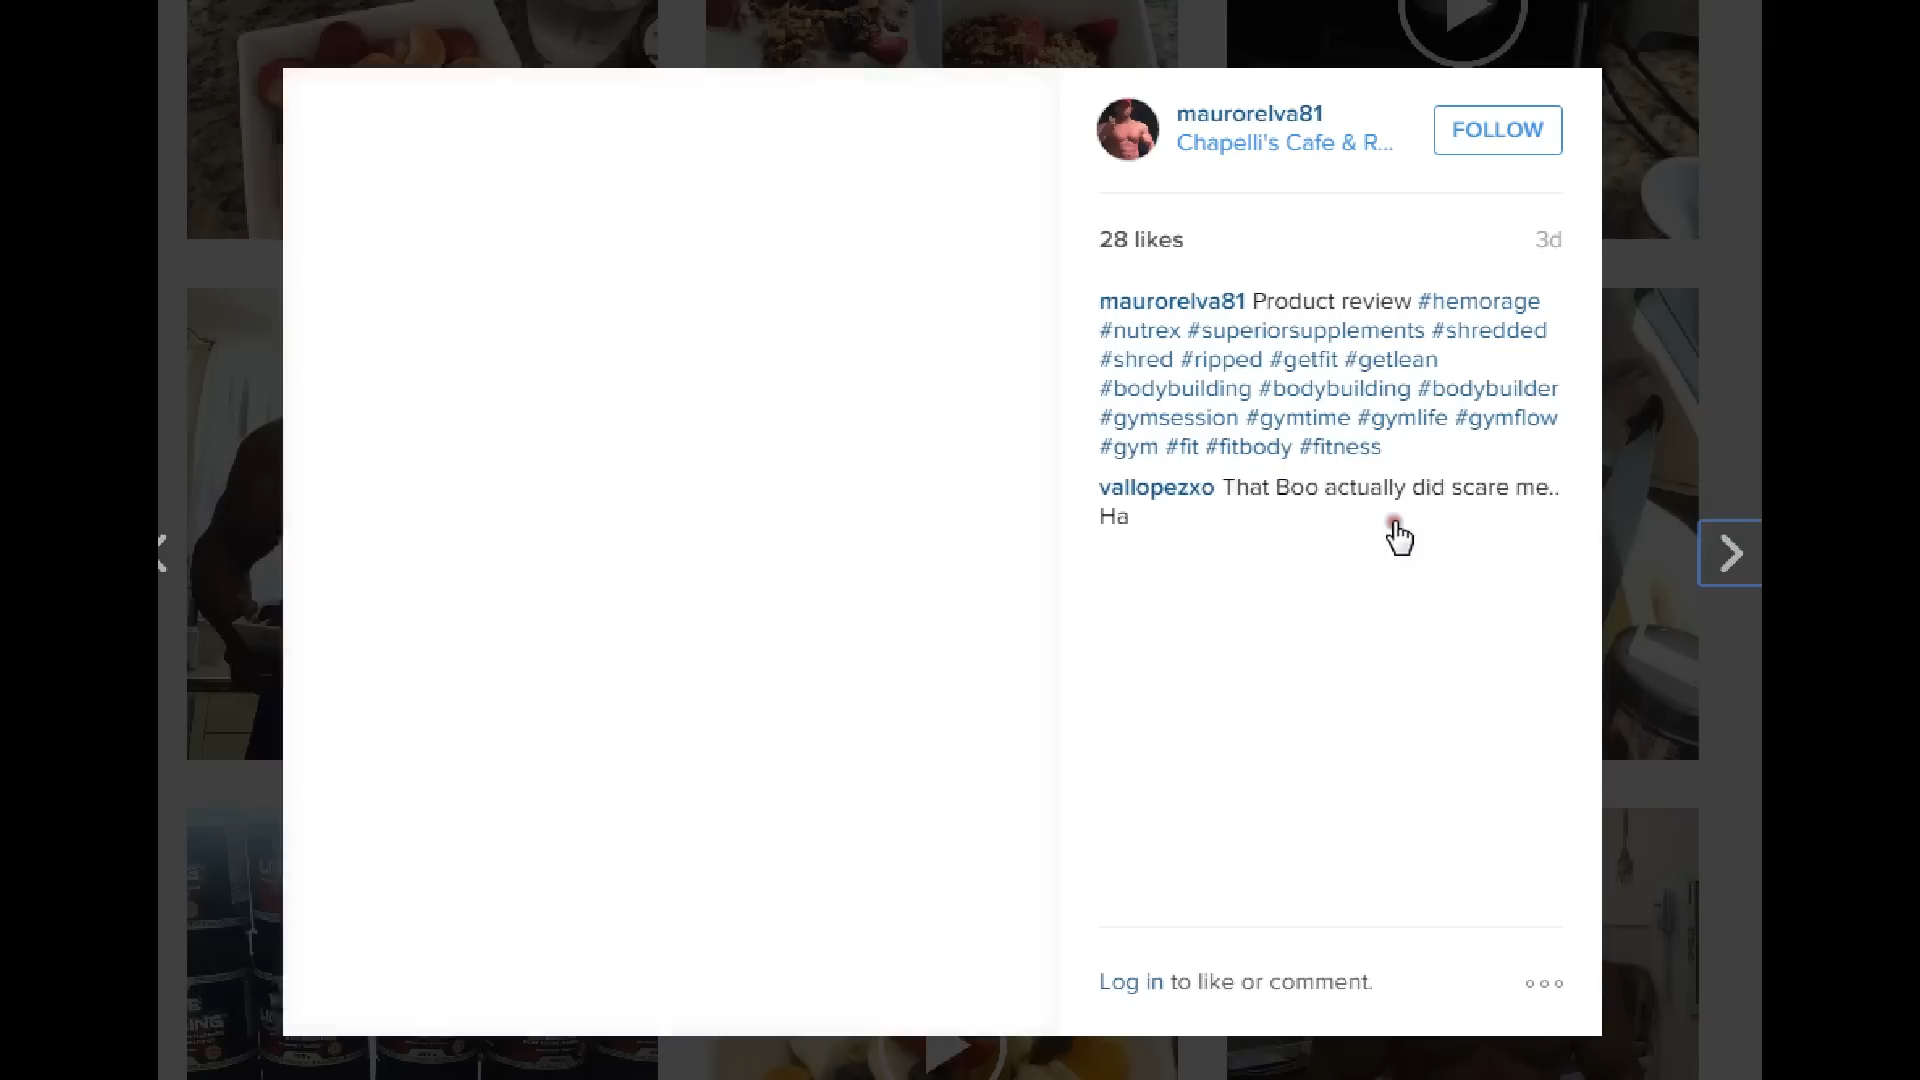 maurorelva81
Chapelli's Cafe & R...
FOLLOW
28 likes
3d
maurorelva81 Product review #hemorage
#nutrex #superiorsupplements #shredded
#shred #ripped #getfit #getlean
#bodybuilding #bodybuilding #bodybuilder
#gymsession #gymtime #gymlife #gymflow
#gym #fit #fitbody #fitness
vallopezxo That Boo actually did scare me..
Ha
Log in to like or comment.